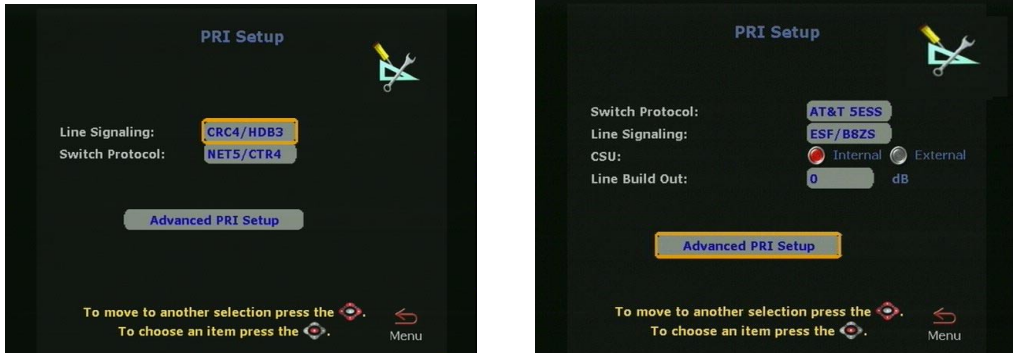 PRI Setup
Line Signaling: CRC4/HDB3
Switch Protocol: NET5/CTR4
Advanced PRI Setup
To move to another selection press the .
To choose an item press the .
Menu
PRI Setup
Switch Protocol: AT&T 5ESS
Line Signaling: ESF/B8ZS
CSU: Internal External
Line Build Out: 0 dB
Advanced PRI Setup
To move to another selection press the .
To choose an item press the .
Menu